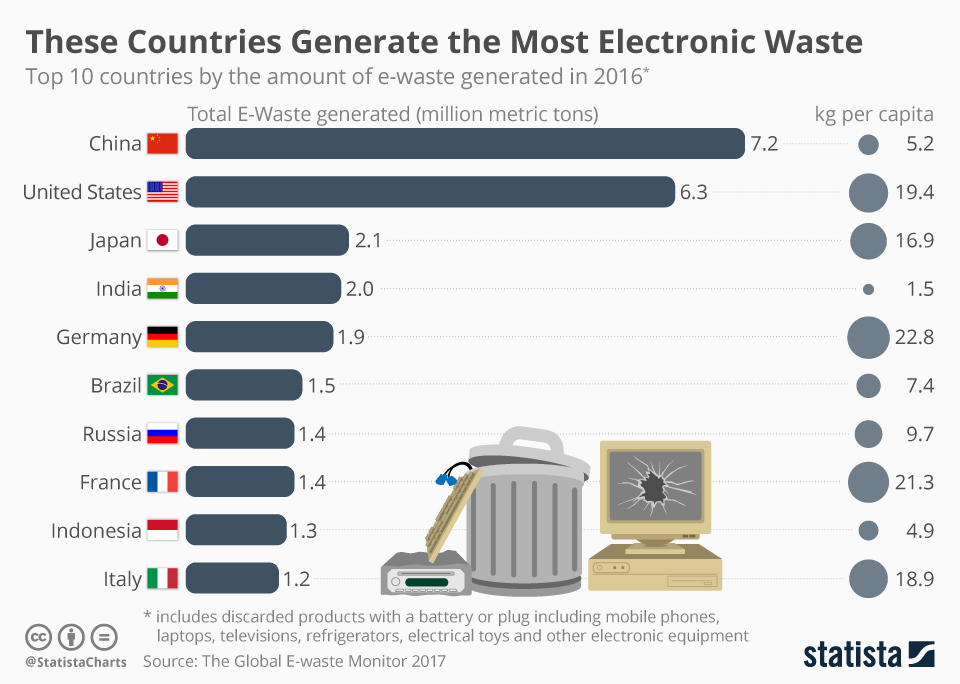 These Countries Generate the Most Electronic Waste
Top 10 countries by the amount of e-waste generated in 2016*
Total E-Waste generated (million metric tons) kg per capita
China 7.2 5.2
United States 6.3 19.4
Japan 2.1 16.9
India 2.0 1.5
Germany 1.9 22.8
Brazil 1.5 7.4
Russia 1.4 9.7
France 1.4 21.3
Indonesia 1.3 4.9
Italy 1.2 18.9
* includes discarded products with a battery or plug including mobile phones,
laptops, televisions, refrigerators, electrical toys and other electronic equipment
cc
@StatistaCharts Source: The Global E-waste Monitor 2017
statista